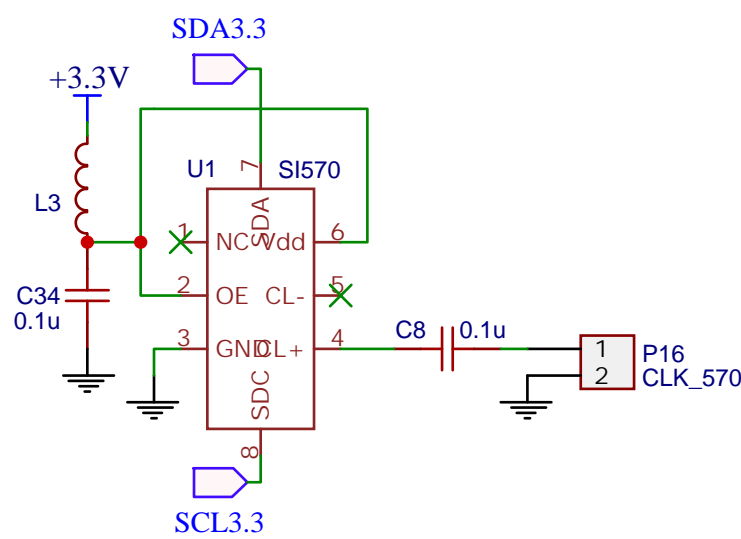 SDA3.3
+3.3V
U1
7
SI570
L3
SDA
1
NC
Vdd
6
C34
0.1u
2
OE
CL-
5
3
GND
CL+
4
C8
0.1u
1
2
P16
CLK_570
SDC
8
SCL3.3